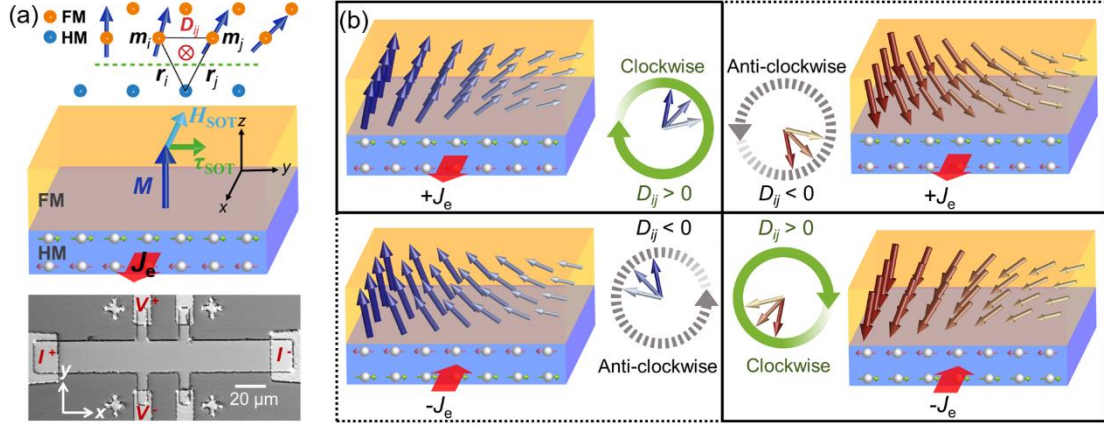 (a)
FM
HM
D_ij
m_i
m_j
r_i
r_j
H_SOT
τ_SOT
M
z
y
x
FM
HM
J_e
V⁺
I⁺
I⁻
y
x
V⁻
20 μm
(b)
Clockwise
D_ij > 0
+J_e
Anti-clockwise
D_ij < 0
+J_e
D_ij < 0
Anti-clockwise
-J_e
D_ij > 0
Clockwise
-J_e